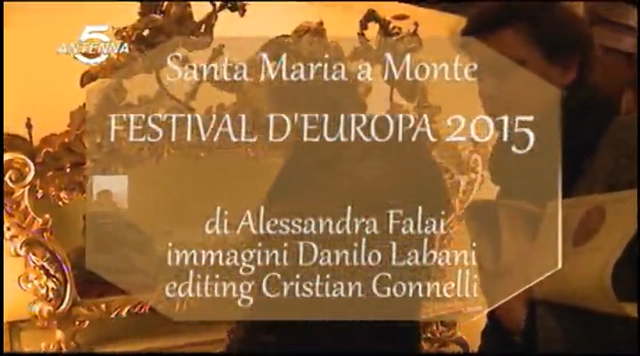 5
ANTENNA
Santa Maria a Monte
FESTIVAL D'EUROPA 2015
di Alessandra Falai
immagini Danilo Labani
editing Cristian Gonnelli